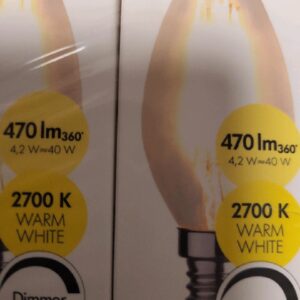 470 lm360°
4,2 W≈40 W
2700 K
WARM
WHITE
Dimmer
470 lm360°
4,2 W≈40 W
2700 K
WARM
WHITE